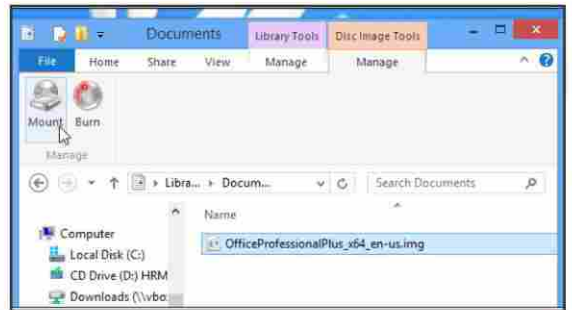 Documents
Library Tools
Disc Image Tools
File
Home
Share
View
Manage
Manage
Mount
Burn
Manage
Libra... Docum...
Search Documents
Name
Computer
OfficeProfessionalPlus_x64_en-us.img
Local Disk (C:)
CD Drive (D:) HRM
Downloads (\\vbo